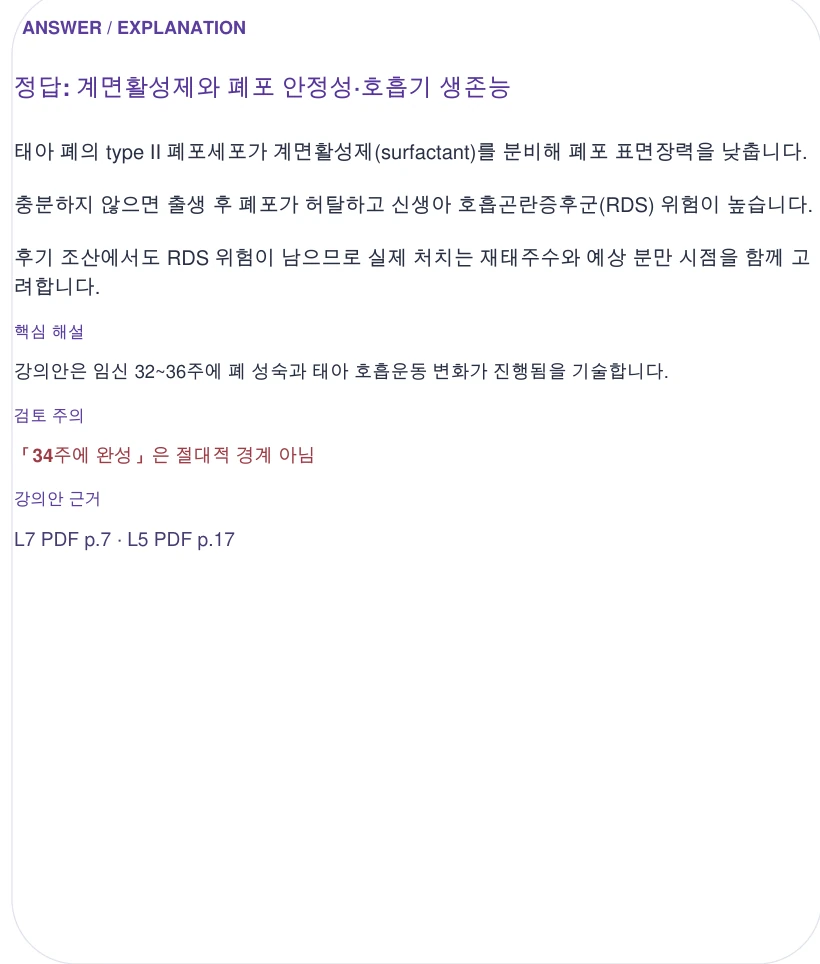 ANSWER / EXPLANATION
정답: 계면활성제와 폐포 안정성·호흡기 생존능
태아 폐의 type II 폐포세포가 계면활성제(surfactant)를 분비해 폐포 표면장력을 낮춥니다.
충분하지 않으면 출생 후 폐포가 허탈하고 신생아 호흡곤란증후군(RDS) 위험이 높습니다.
후기 조산에서도 RDS 위험이 남으므로 실제 처치는 재태주수와 예상 분만 시점을 함께 고
려합니다.
핵심 해설
강의안은 임신 32~36주에 폐 성숙과 태아 호흡운동 변화가 진행됨을 기술합니다.
검토 주의
「34주에 완성」은 절대적 경계 아님
강의안 근거
L7 PDF p.7 · L5 PDF p.17